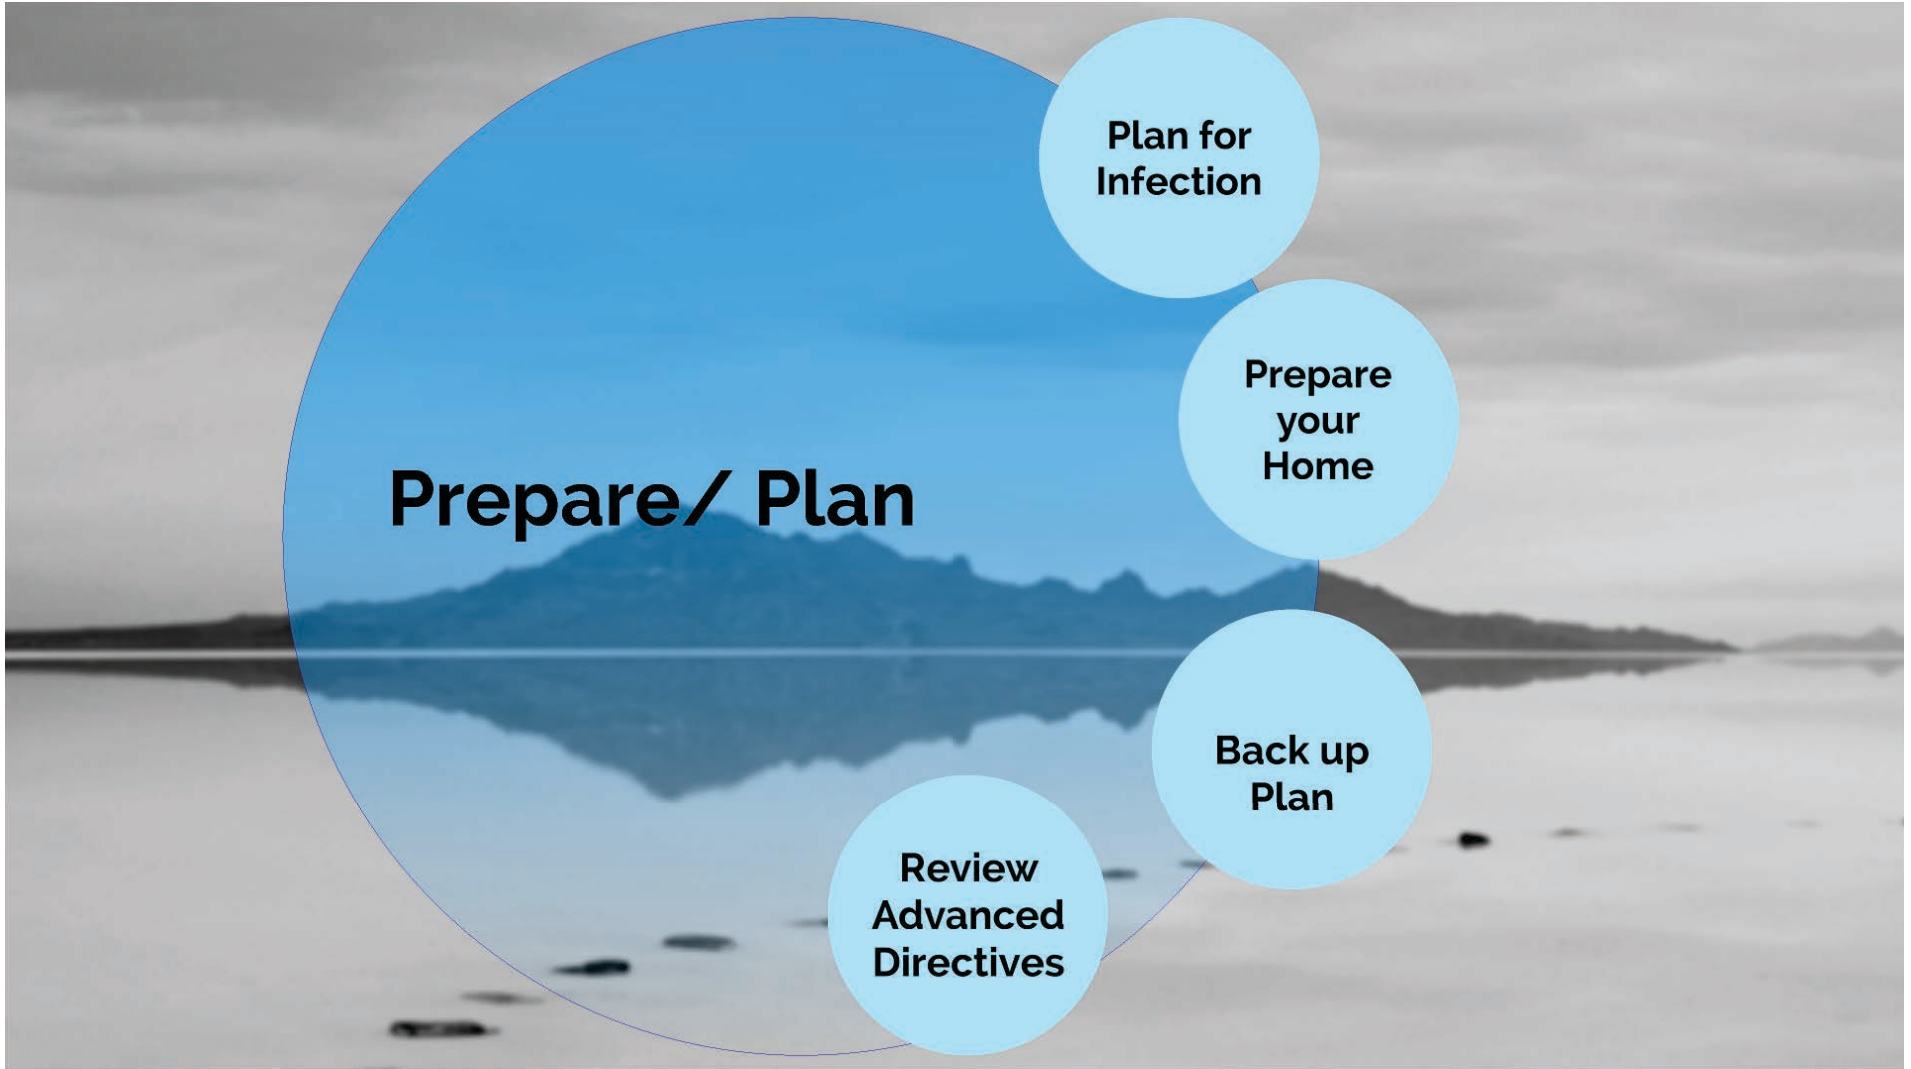 Prepare/ Plan
Plan for
Infection
Prepare
your
Home
Back up
Plan
Review
Advanced
Directives